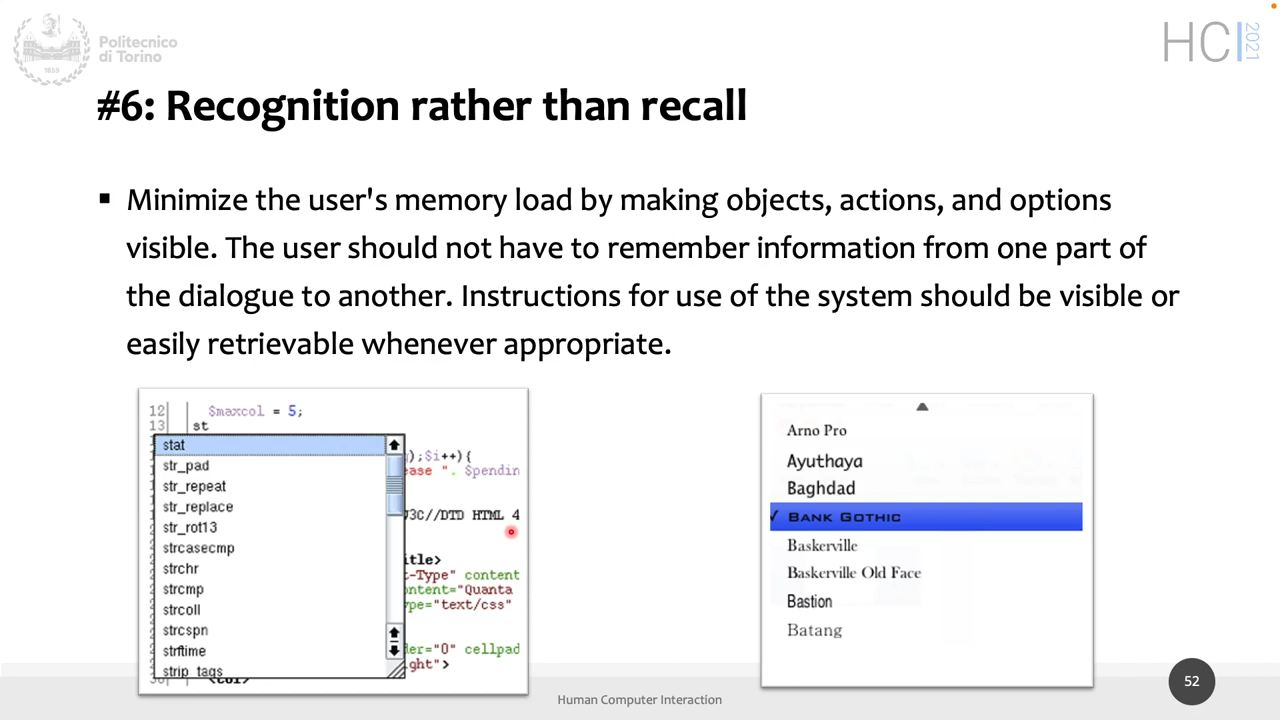 Politecnico
di Torino
1859
HCI
2021
#6: Recognition rather than recall
Minimize the user's memory load by making objects, actions, and options
visible. The user should not have to remember information from one part of
the dialogue to another. Instructions for use of the system should be visible or
easily retrievable whenever appropriate.
12 $maxcol = 5;
13 st
stat
str_pad
str_repeat
str_replace
str_rot13
strcasecmp
strchr
strcmp
strcoll
strcspn
strftime
strip_tags
);$i++){
ease ". $pendin
W3C//DTD HTML 4
itle>
t-Type" content
ontent="Quanta
ype="text/css"
der="0" cellpad
ght">
<col>
Arno Pro
Ayuthaya
Baghdad
✓ BANK GOTHIC
Baskerville
Baskerville Old Face
Bastion
Batang
Human Computer Interaction
52